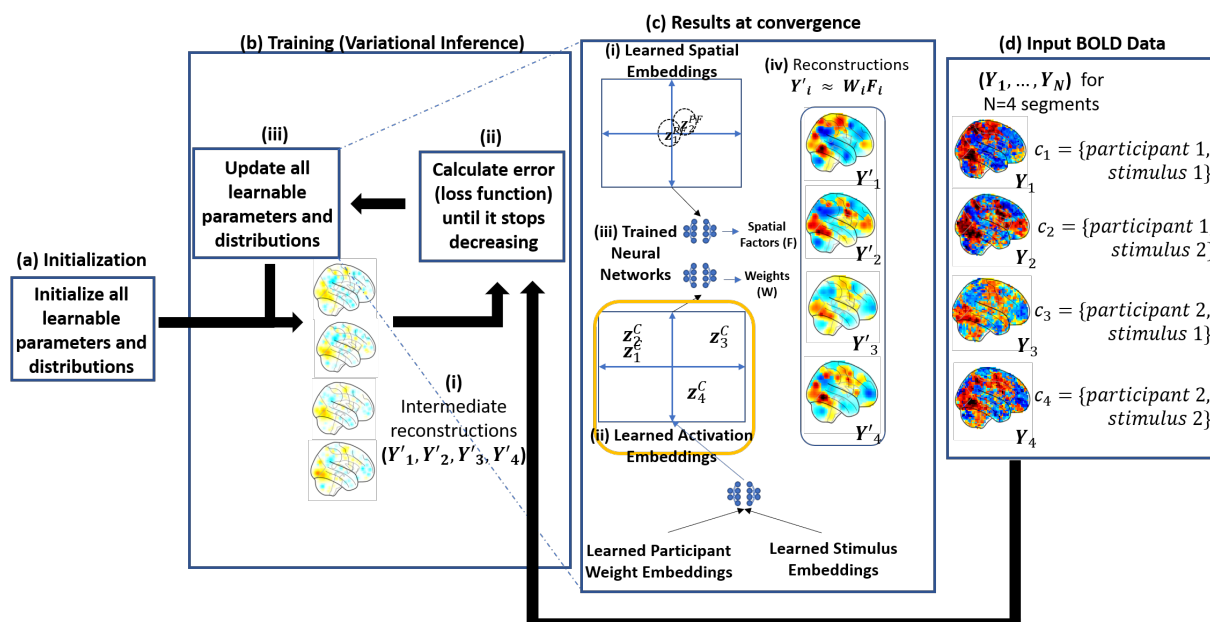 (a) Initialization
Initialize all
learnable
parameters and
distributions
(b) Training (Variational Inference)
(iii)
Update all
learnable
parameters and
distributions
(ii)
Calculate error
(loss function)
until it stops
decreasing
(i)
Intermediate
reconstructions
(Y'₁, Y'₂, Y'₃, Y'₄)
(c) Results at convergence
(i) Learned Spatial
Embeddings
(iii) Trained
Neural
Networks
Spatial
Factors (F)
Weights
(W)
z₂ᶜ
z₁ᶜ
z₃ᶜ
z₄ᶜ
(ii) Learned Activation
Embeddings
Learned Participant
Weight Embeddings
Learned Stimulus
Embeddings
(iv) Reconstructions
Y'ᵢ ≈ WᵢFᵢ
Y'₁
Y'₂
Y'₃
Y'₄
(d) Input BOLD Data
(Y₁, ..., Y_N) for
N=4 segments
c₁ = {participant 1,
stimulus 1}
Y₁
c₂ = {participant 1
stimulus 2}
Y₂
c₃ = {participant 2,
stimulus 1}
Y₃
c₄ = {participant 2,
stimulus 2}
Y₄